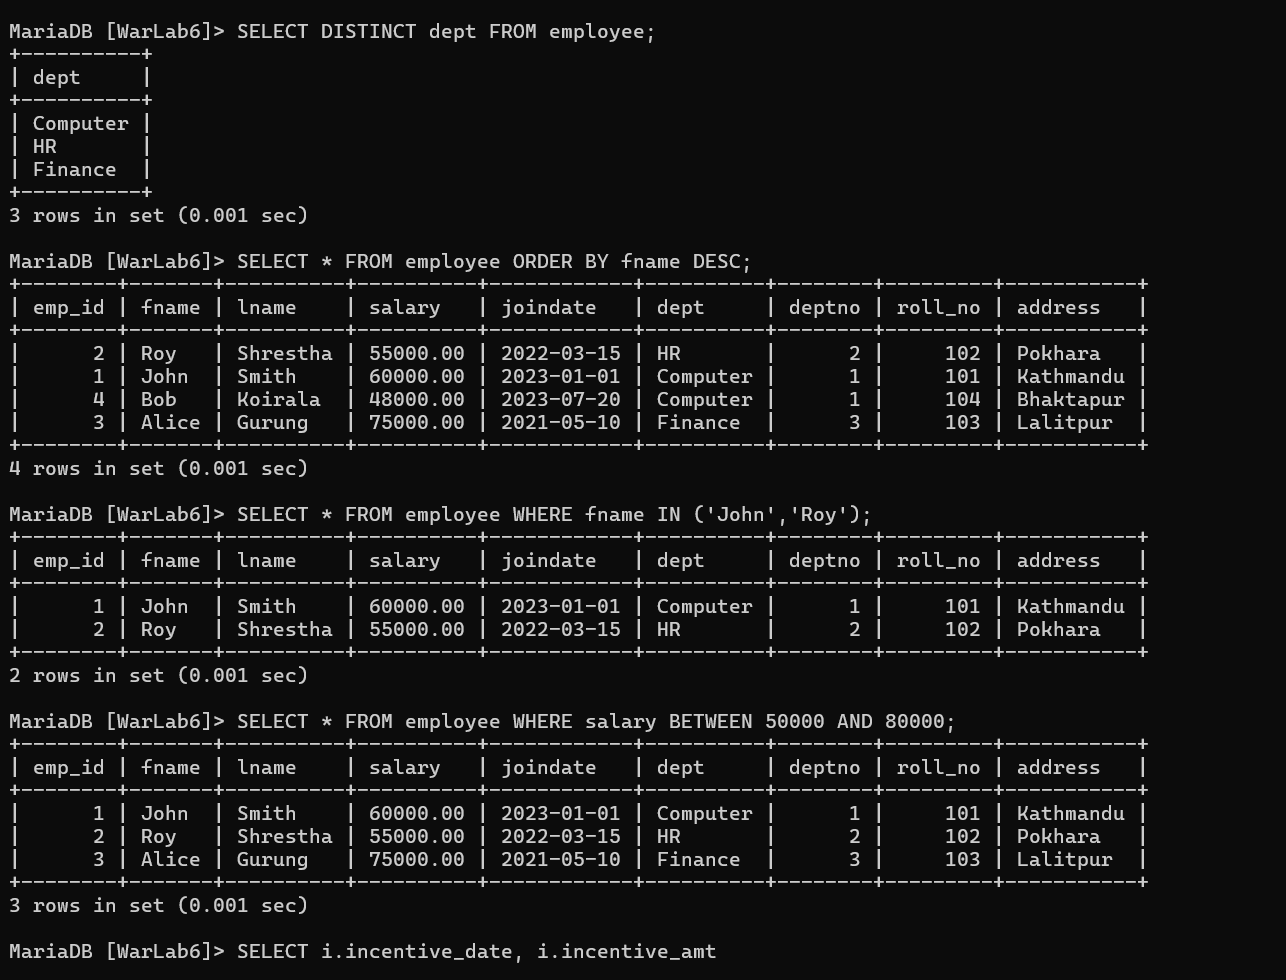 MariaDB [WarLab6]> SELECT DISTINCT dept FROM employee;
+----------+
| dept     |
+----------+
| Computer |
| HR       |
| Finance  |
+----------+
3 rows in set (0.001 sec)
MariaDB [WarLab6]> SELECT * FROM employee ORDER BY fname DESC;
+--------+-------+----------+----------+------------+----------+--------+---------+-----------+
| emp_id | fname | lname    | salary   | joindate   | dept     | deptno | roll_no | address   |
+--------+-------+----------+----------+------------+----------+--------+---------+-----------+
|      2 | Roy   | Shrestha | 55000.00 | 2022-03-15 | HR       |      2 |     102 | Pokhara   |
|      1 | John  | Smith    | 60000.00 | 2023-01-01 | Computer |      1 |     101 | Kathmandu |
|      4 | Bob   | Koirala  | 48000.00 | 2023-07-20 | Computer |      1 |     104 | Bhaktapur |
|      3 | Alice | Gurung   | 75000.00 | 2021-05-10 | Finance  |      3 |     103 | Lalitpur  |
+--------+-------+----------+----------+------------+----------+--------+---------+-----------+
4 rows in set (0.001 sec)
MariaDB [WarLab6]> SELECT * FROM employee WHERE fname IN ('John','Roy');
+--------+-------+----------+----------+------------+----------+--------+---------+-----------+
| emp_id | fname | lname    | salary   | joindate   | dept     | deptno | roll_no | address   |
+--------+-------+----------+----------+------------+----------+--------+---------+-----------+
|      1 | John  | Smith    | 60000.00 | 2023-01-01 | Computer |      1 |     101 | Kathmandu |
|      2 | Roy   | Shrestha | 55000.00 | 2022-03-15 | HR       |      2 |     102 | Pokhara   |
+--------+-------+----------+----------+------------+----------+--------+---------+-----------+
2 rows in set (0.001 sec)
MariaDB [WarLab6]> SELECT * FROM employee WHERE salary BETWEEN 50000 AND 80000;
+--------+-------+----------+----------+------------+----------+--------+---------+-----------+
| emp_id | fname | lname    | salary   | joindate   | dept     | deptno | roll_no | address   |
+--------+-------+----------+----------+------------+----------+--------+---------+-----------+
|      1 | John  | Smith    | 60000.00 | 2023-01-01 | Computer |      1 |     101 | Kathmandu |
|      2 | Roy   | Shrestha | 55000.00 | 2022-03-15 | HR       |      2 |     102 | Pokhara   |
|      3 | Alice | Gurung   | 75000.00 | 2021-05-10 | Finance  |      3 |     103 | Lalitpur  |
+--------+-------+----------+----------+------------+----------+--------+---------+-----------+
3 rows in set (0.001 sec)
MariaDB [WarLab6]> SELECT i.incentive_date, i.incentive_amt